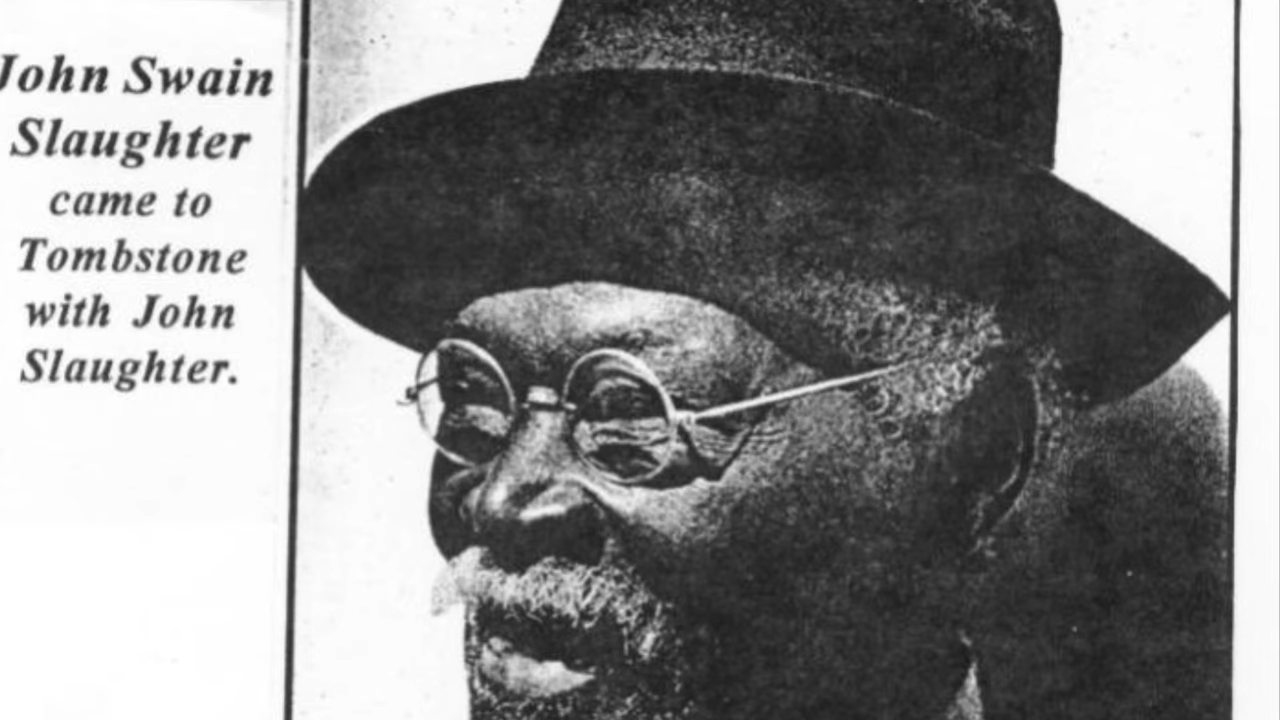 John Swain
Slaughter
came to
Tombstone
with John
Slaughter.